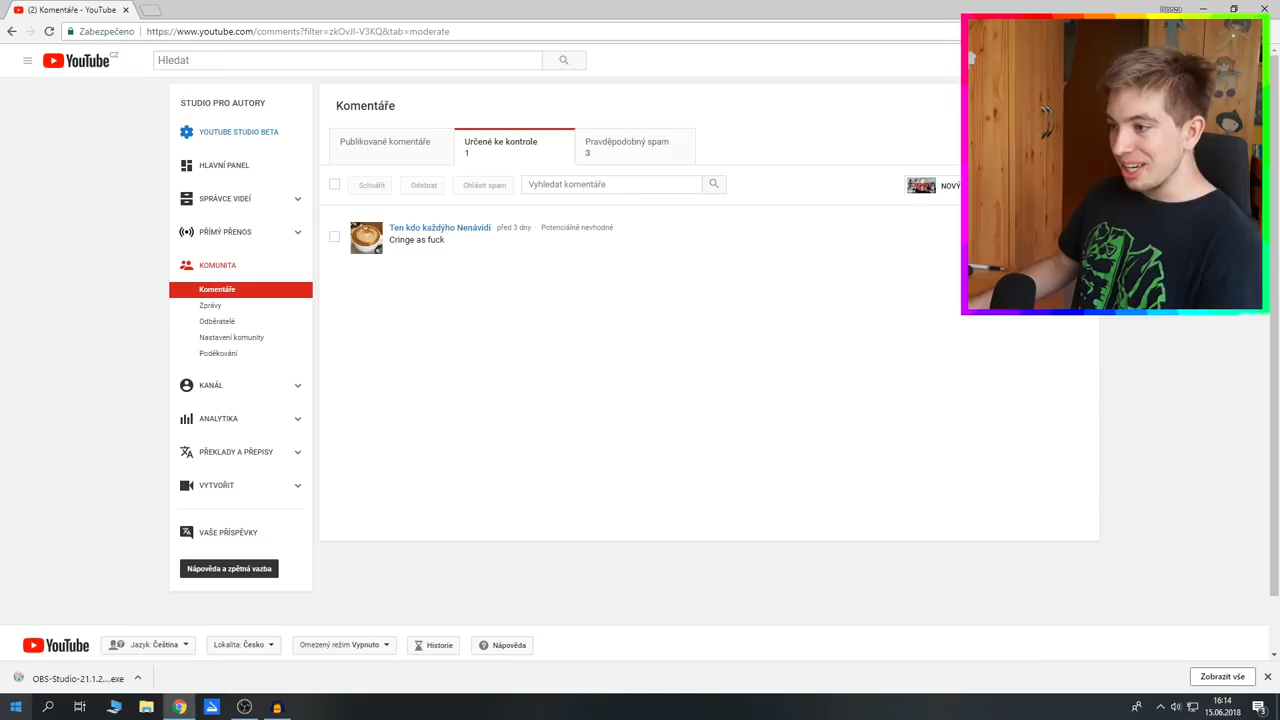 (2) Komentáře - YouTube
Honza
Zabezpečeno
https://www.youtube.com/comments?filter=zkOvJI-V3KQ&tab=moderate
YouTube CZ
Hledat
STUDIO PRO AUTORY
YOUTUBE STUDIO BETA
HLAVNÍ PANEL
SPRÁVCE VIDEÍ
PŘÍMÝ PŘENOS
KOMUNITA
Komentáře
Zprávy
Odběratelé
Nastavení komunity
Poděkování
KANÁL
ANALYTIKA
PŘEKLADY A PŘEPISY
VYTVOŘIT
VAŠE PŘÍSPĚVKY
Nápověda a zpětná vazba
Komentáře
Publikované komentáře
Určené ke kontrole
1
Pravděpodobný spam
3
Schválit
Odebrat
Ohlásit spam
Vyhledat komentáře
NOVÝ
Ten kdo každýho Nenávidí před 3 dny · Potenciálně nevhodné
Cringe as fuck
YouTube
Jazyk: Čeština
Lokalita: Česko
Omezený režim Vypnuto
Historie
Nápověda
OBS-Studio-21.1.2....exe
Zobrazit vše
16:14
15.06.2018
3